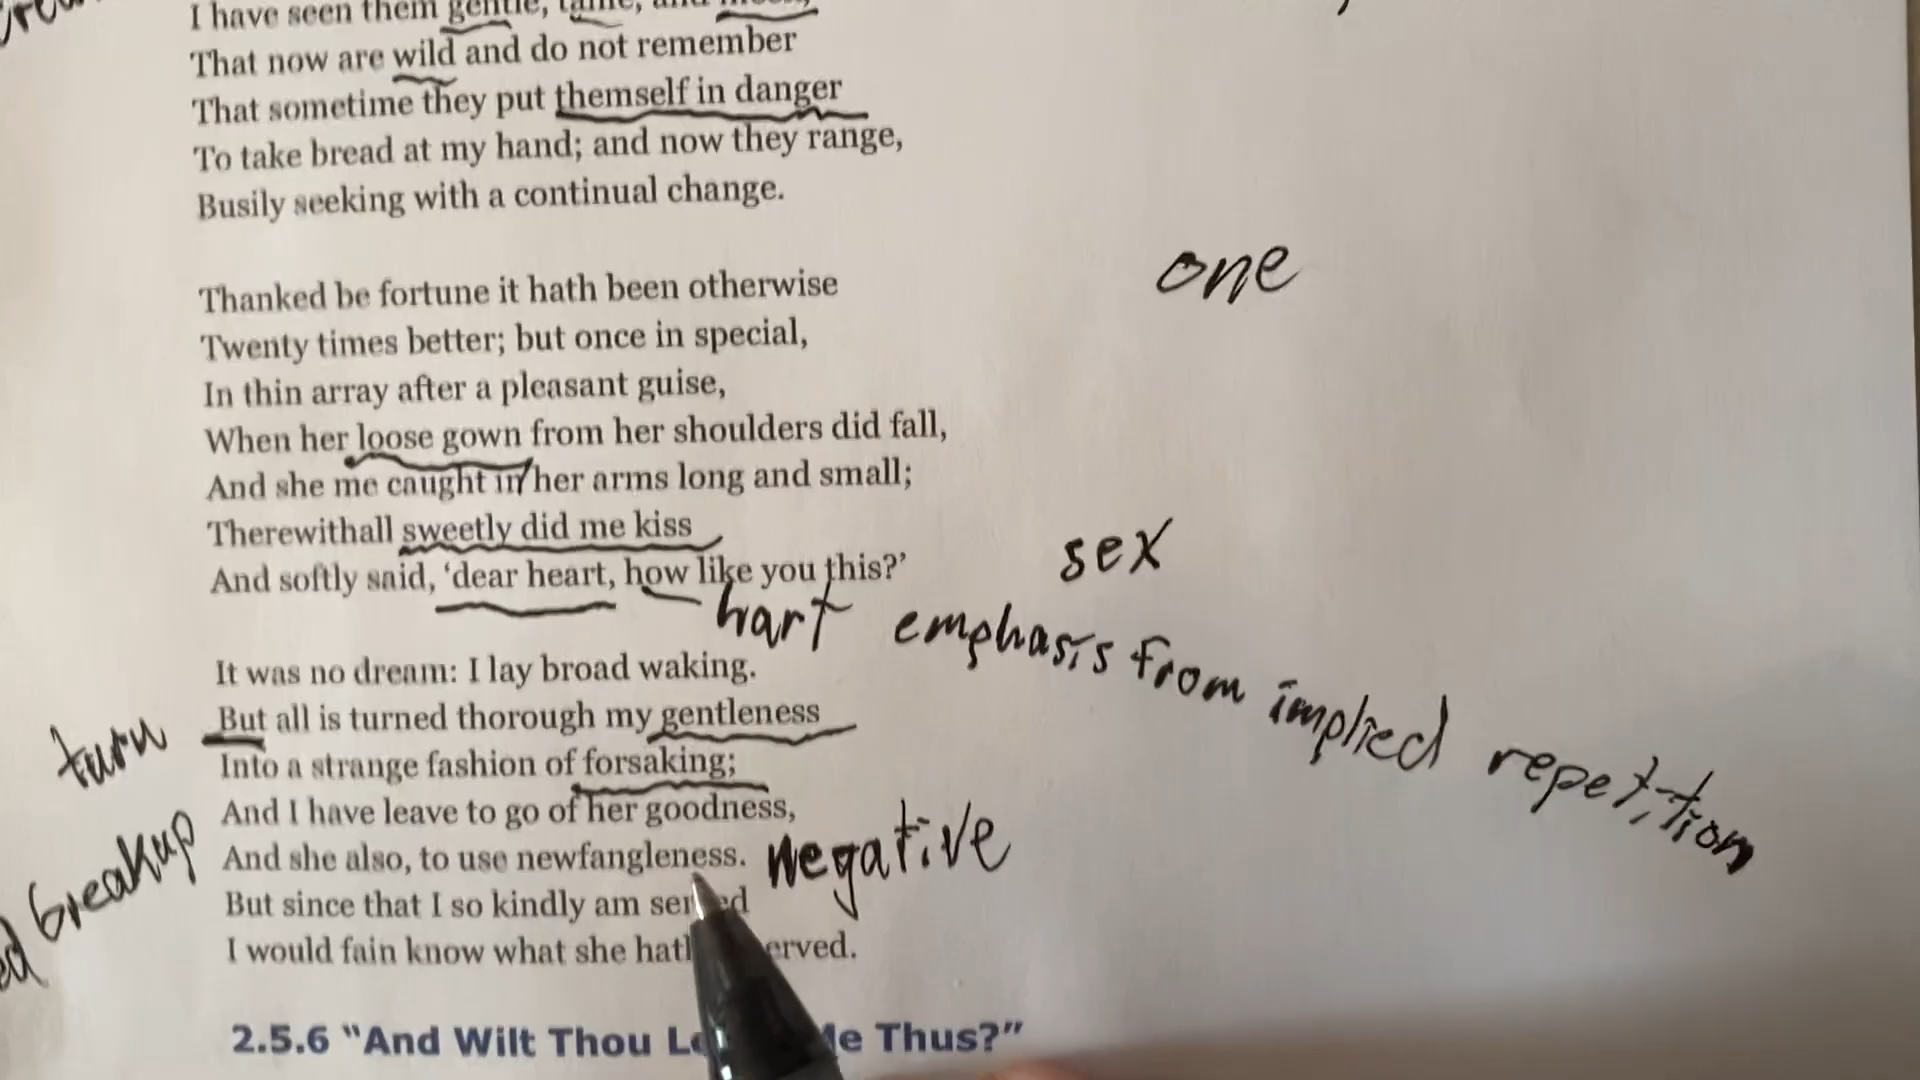 I have seen them gentle, tame, and
That now are wild and do not remember
That sometime they put themself in danger
To take bread at my hand; and now they range,
Busily seeking with a continual change.
one
Thanked be fortune it hath been otherwise
Twenty times better; but once in special,
In thin array after a pleasant guise,
When her loose gown from her shoulders did fall,
And she me caught in her arms long and small;
Therewithall sweetly did me kiss
sex
And softly said, ‘dear heart, how like you this?’
hart emphasis from implied repetition
It was no dream: I lay broad waking.
turn
But all is turned thorough my gentleness
Into a strange fashion of forsaking;
And I have leave to go of her goodness,
breakup
And she also, to use newfangleness.
negative
But since that I so kindly am
I would fain know what she
2.5.6 “And Wilt Thou Me Thus?”